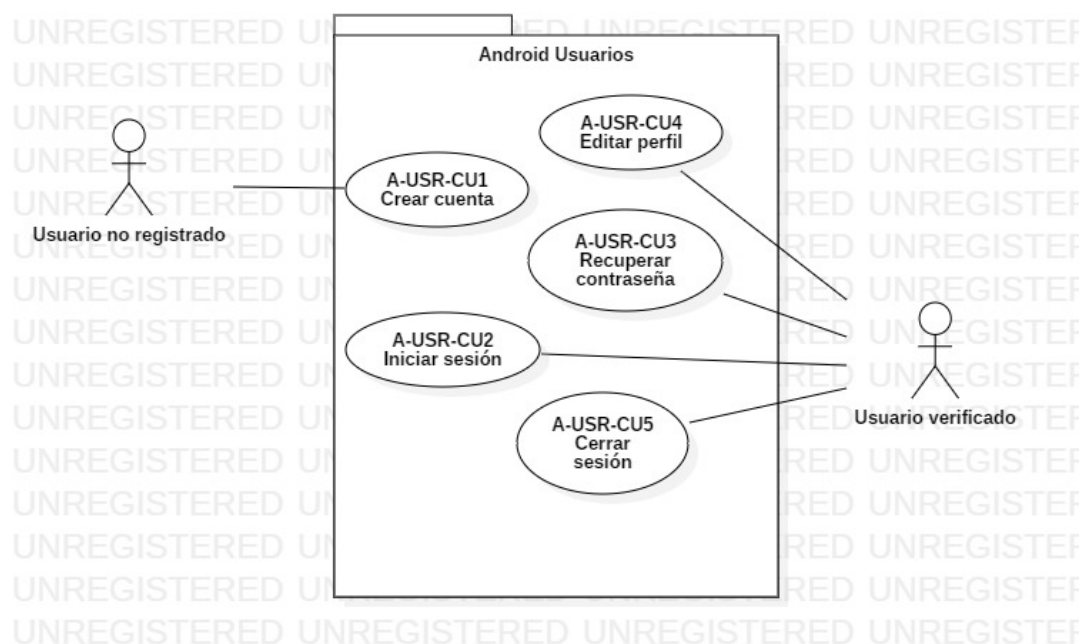 Android Usuarios
A-USR-CU4
Editar perfil
A-USR-CU1
Crear cuenta
Usuario no registrado
A-USR-CU3
Recuperar
contraseña
A-USR-CU2
Iniciar sesión
Usuario verificado
A-USR-CU5
Cerrar
sesión
UNREGISTERED